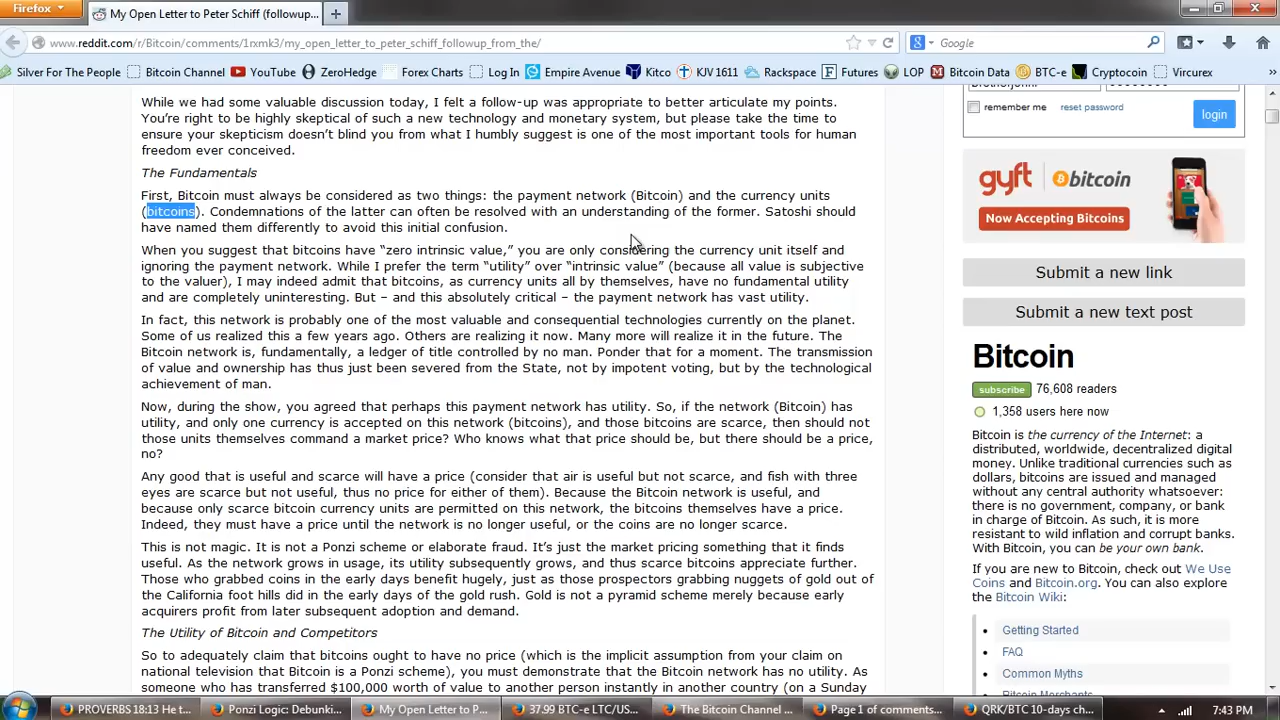 Firefox
My Open Letter to Peter Schiff (followup...
www.reddit.com/r/Bitcoin/comments/1rxmk3/my_open_letter_to_peter_schiff_followup_from_the/
Google
Silver For The People
Bitcoin Channel
YouTube
ZeroHedge
Forex Charts
Log In
Empire Avenue
Kitco
KJV 1611
Rackspace
Futures
LOP
Bitcoin Data
BTC-e
Cryptocoin
Vircurex
While we had some valuable discussion today, I felt a follow-up was appropriate to better articulate my points.
You're right to be highly skeptical of such a new technology and monetary system, but please take the time to
ensure your skepticism doesn't blind you from what I humbly suggest is one of the most important tools for human
freedom ever conceived.
The Fundamentals
First, Bitcoin must always be considered as two things: the payment network (Bitcoin) and the currency units
(bitcoins). Condemnations of the latter can often be resolved with an understanding of the former. Satoshi should
have named them differently to avoid this initial confusion.
When you suggest that bitcoins have “zero intrinsic value,” you are only considering the currency unit itself and
ignoring the payment network. While I prefer the term “utility” over “intrinsic value” (because all value is subjective
to the valuer), I may indeed admit that bitcoins, as currency units all by themselves, have no fundamental utility
and are completely uninteresting. But – and this absolutely critical – the payment network has vast utility.
In fact, this network is probably one of the most valuable and consequential technologies currently on the planet.
Some of us realized this a few years ago. Others are realizing it now. Many more will realize it in the future. The
Bitcoin network is, fundamentally, a ledger of title controlled by no man. Ponder that for a moment. The transmission
of value and ownership has thus just been severed from the State, not by impotent voting, but by the technological
achievement of man.
Now, during the show, you agreed that perhaps this payment network has utility. So, if the network (Bitcoin) has
utility, and only one currency is accepted on this network (bitcoins), and those bitcoins are scarce, then should not
those units themselves command a market price? Who knows what that price should be, but there should be a price,
no?
Any good that is useful and scarce will have a price (consider that air is useful but not scarce, and fish with three
eyes are scarce but not useful, thus no price for either of them). Because the Bitcoin network is useful, and
because only scarce bitcoin currency units are permitted on this network, the bitcoins themselves have a price.
Indeed, they must have a price until the network is no longer useful, or the coins are no longer scarce.
This is not magic. It is not a Ponzi scheme or elaborate fraud. It's just the market pricing something that it finds
useful. As the network grows in usage, its utility subsequently grows, and thus scarce bitcoins appreciate further.
Those who grabbed coins in the early days benefit hugely, just as those prospectors grabbing nuggets of gold out of
the California foot hills did in the early days of the gold rush. Gold is not a pyramid scheme merely because early
acquirers profit from later subsequent adoption and demand.
The Utility of Bitcoin and Competitors
So to adequately claim that bitcoins ought to have no price (which is the implicit assumption from your claim on
national television that Bitcoin is a Ponzi scheme), you must demonstrate that the Bitcoin network has no utility. As
someone who has transferred $100,000 worth of value to another person instantly in another country (on a Sunday
remember me
reset password
login
gyft
bitcoin
Now Accepting Bitcoins
Submit a new link
Submit a new text post
Bitcoin
subscribe 76,608 readers
1,358 users here now
Bitcoin is the currency of the Internet: a
distributed, worldwide, decentralized digital
money. Unlike traditional currencies such as
dollars, bitcoins are issued and managed
without any central authority whatsoever:
there is no government, company, or bank
in charge of Bitcoin. As such, it is more
resistant to wild inflation and corrupt banks.
With Bitcoin, you can be your own bank.
If you are new to Bitcoin, check out We Use
Coins and Bitcoin.org. You can also explore
the Bitcoin Wiki:
Getting Started
FAQ
Common Myths
Bitcoin Merchants
PROVERBS 18:13 He t...
Ponzi Logic: Debunki...
My Open Letter to P...
37.99 BTC-e LTC/US...
The Bitcoin Channel ...
Page 1 of comments...
QRK/BTC 10-days ch...
7:43 PM